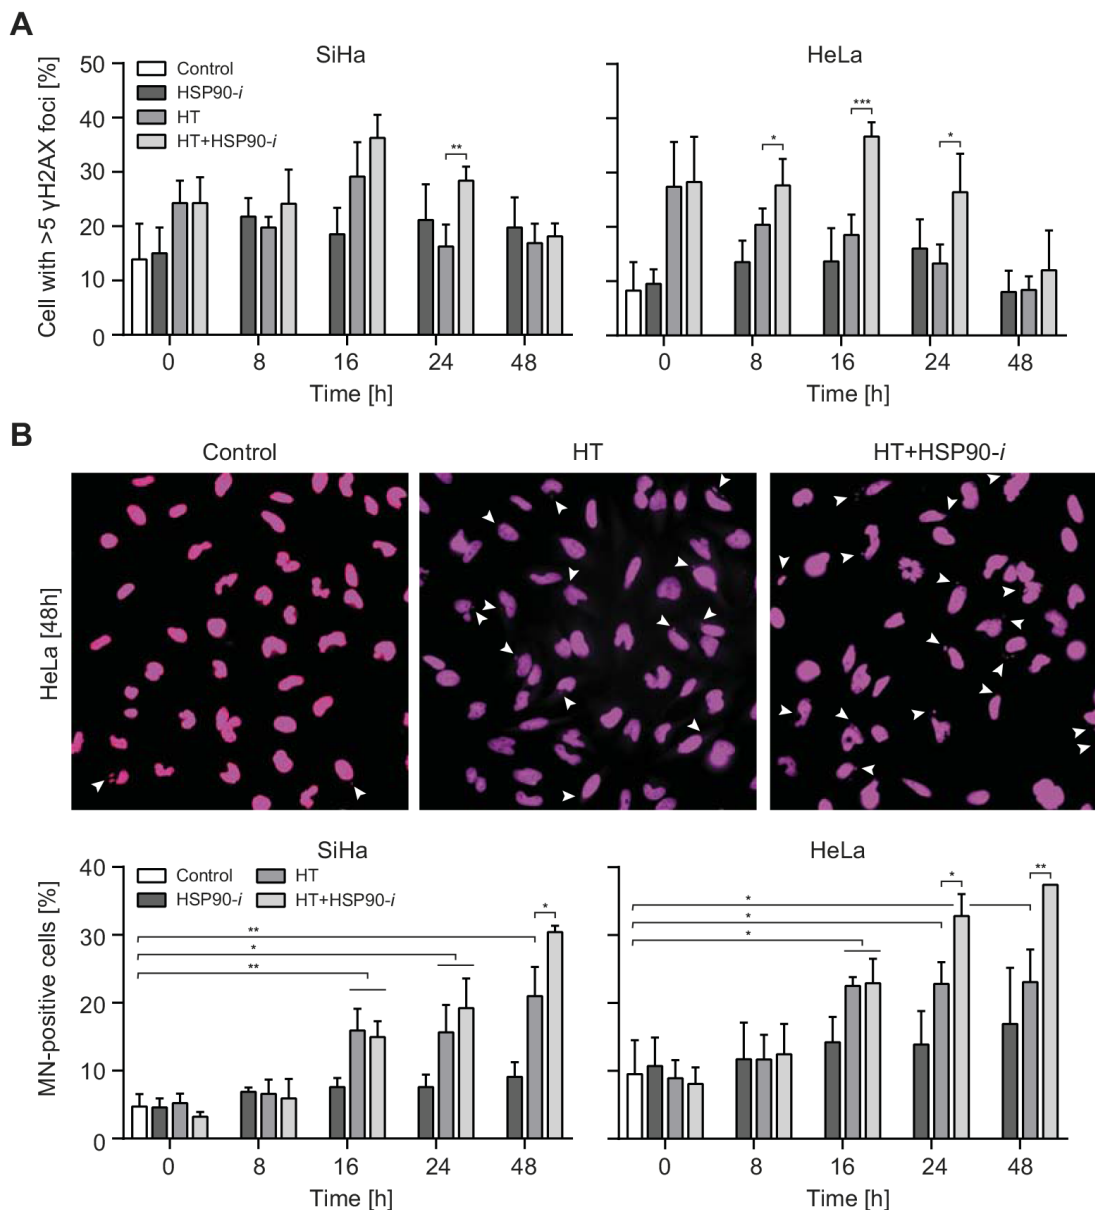 A
SiHa
HeLa
Cell with >5 γH2AX foci [%]
50
40
30
20
10
0
Control
HSP90-i
HT
HT+HSP90-i
**
*
***
*
0 8 16 24 48
0 8 16 24 48
Time [h]
Time [h]
B
Control
HT
HT+HSP90-i
HeLa [48h]
SiHa
HeLa
MN-positive cells [%]
40
30
20
10
0
Control
HSP90-i
HT
HT+HSP90-i
**
*
**
*
*
*
*
*
**
0 8 16 24 48
0 8 16 24 48
Time [h]
Time [h]